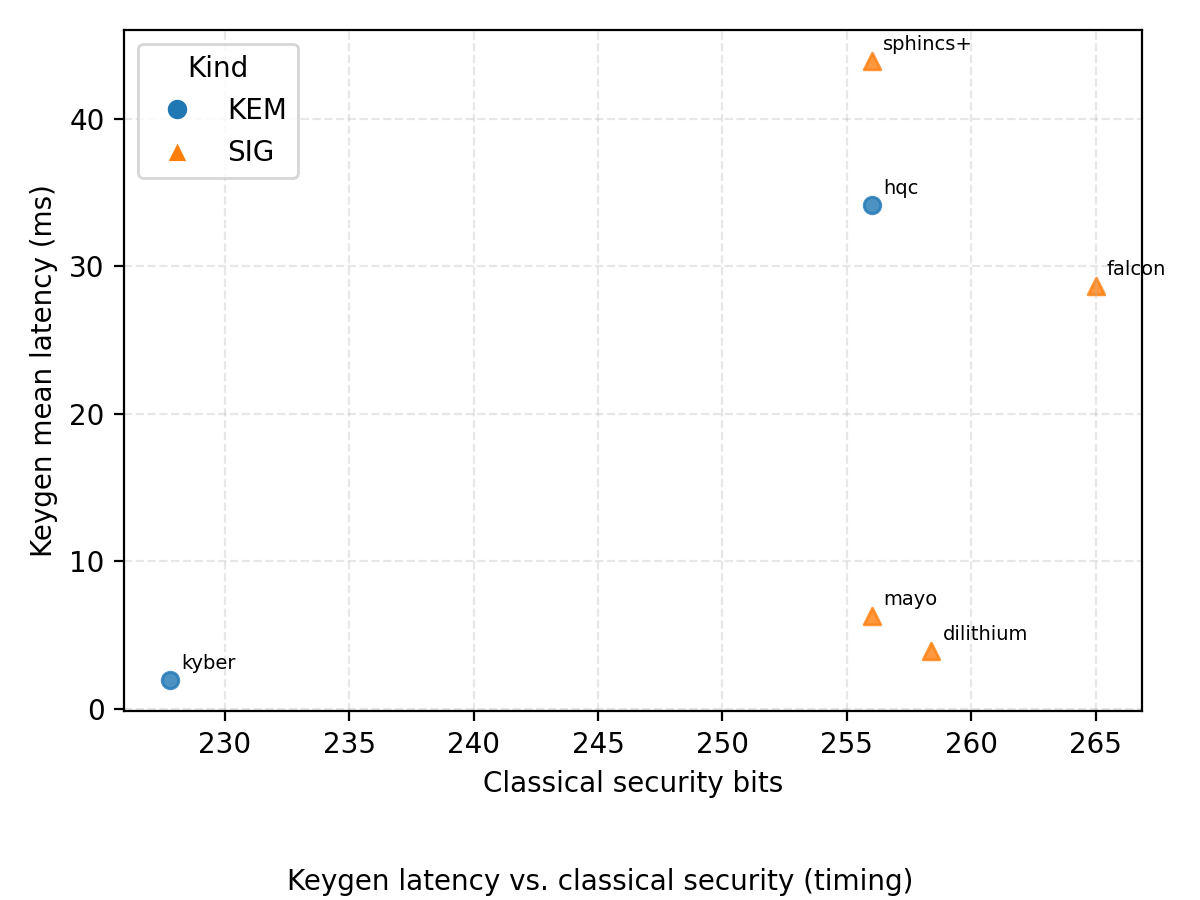 sphincs+
Kind
KEM
SIG
hqc
falcon
mayo
dilithium
kyber
40
30
20
10
0
Keygen mean latency (ms)
230 235 240 245 250 255 260 265
Classical security bits
Keygen latency vs. classical security (timing)